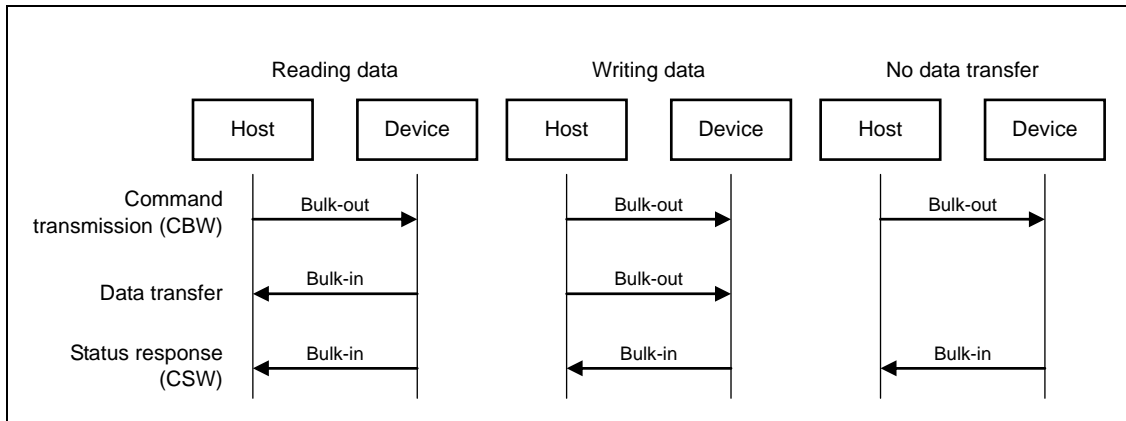 Reading data
Writing data
No data transfer
Host
Device
Host
Device
Host
Device
Command
transmission (CBW)
Bulk-out
Bulk-out
Bulk-out
Data transfer
Bulk-in
Bulk-out
Status response
(CSW)
Bulk-in
Bulk-in
Bulk-in